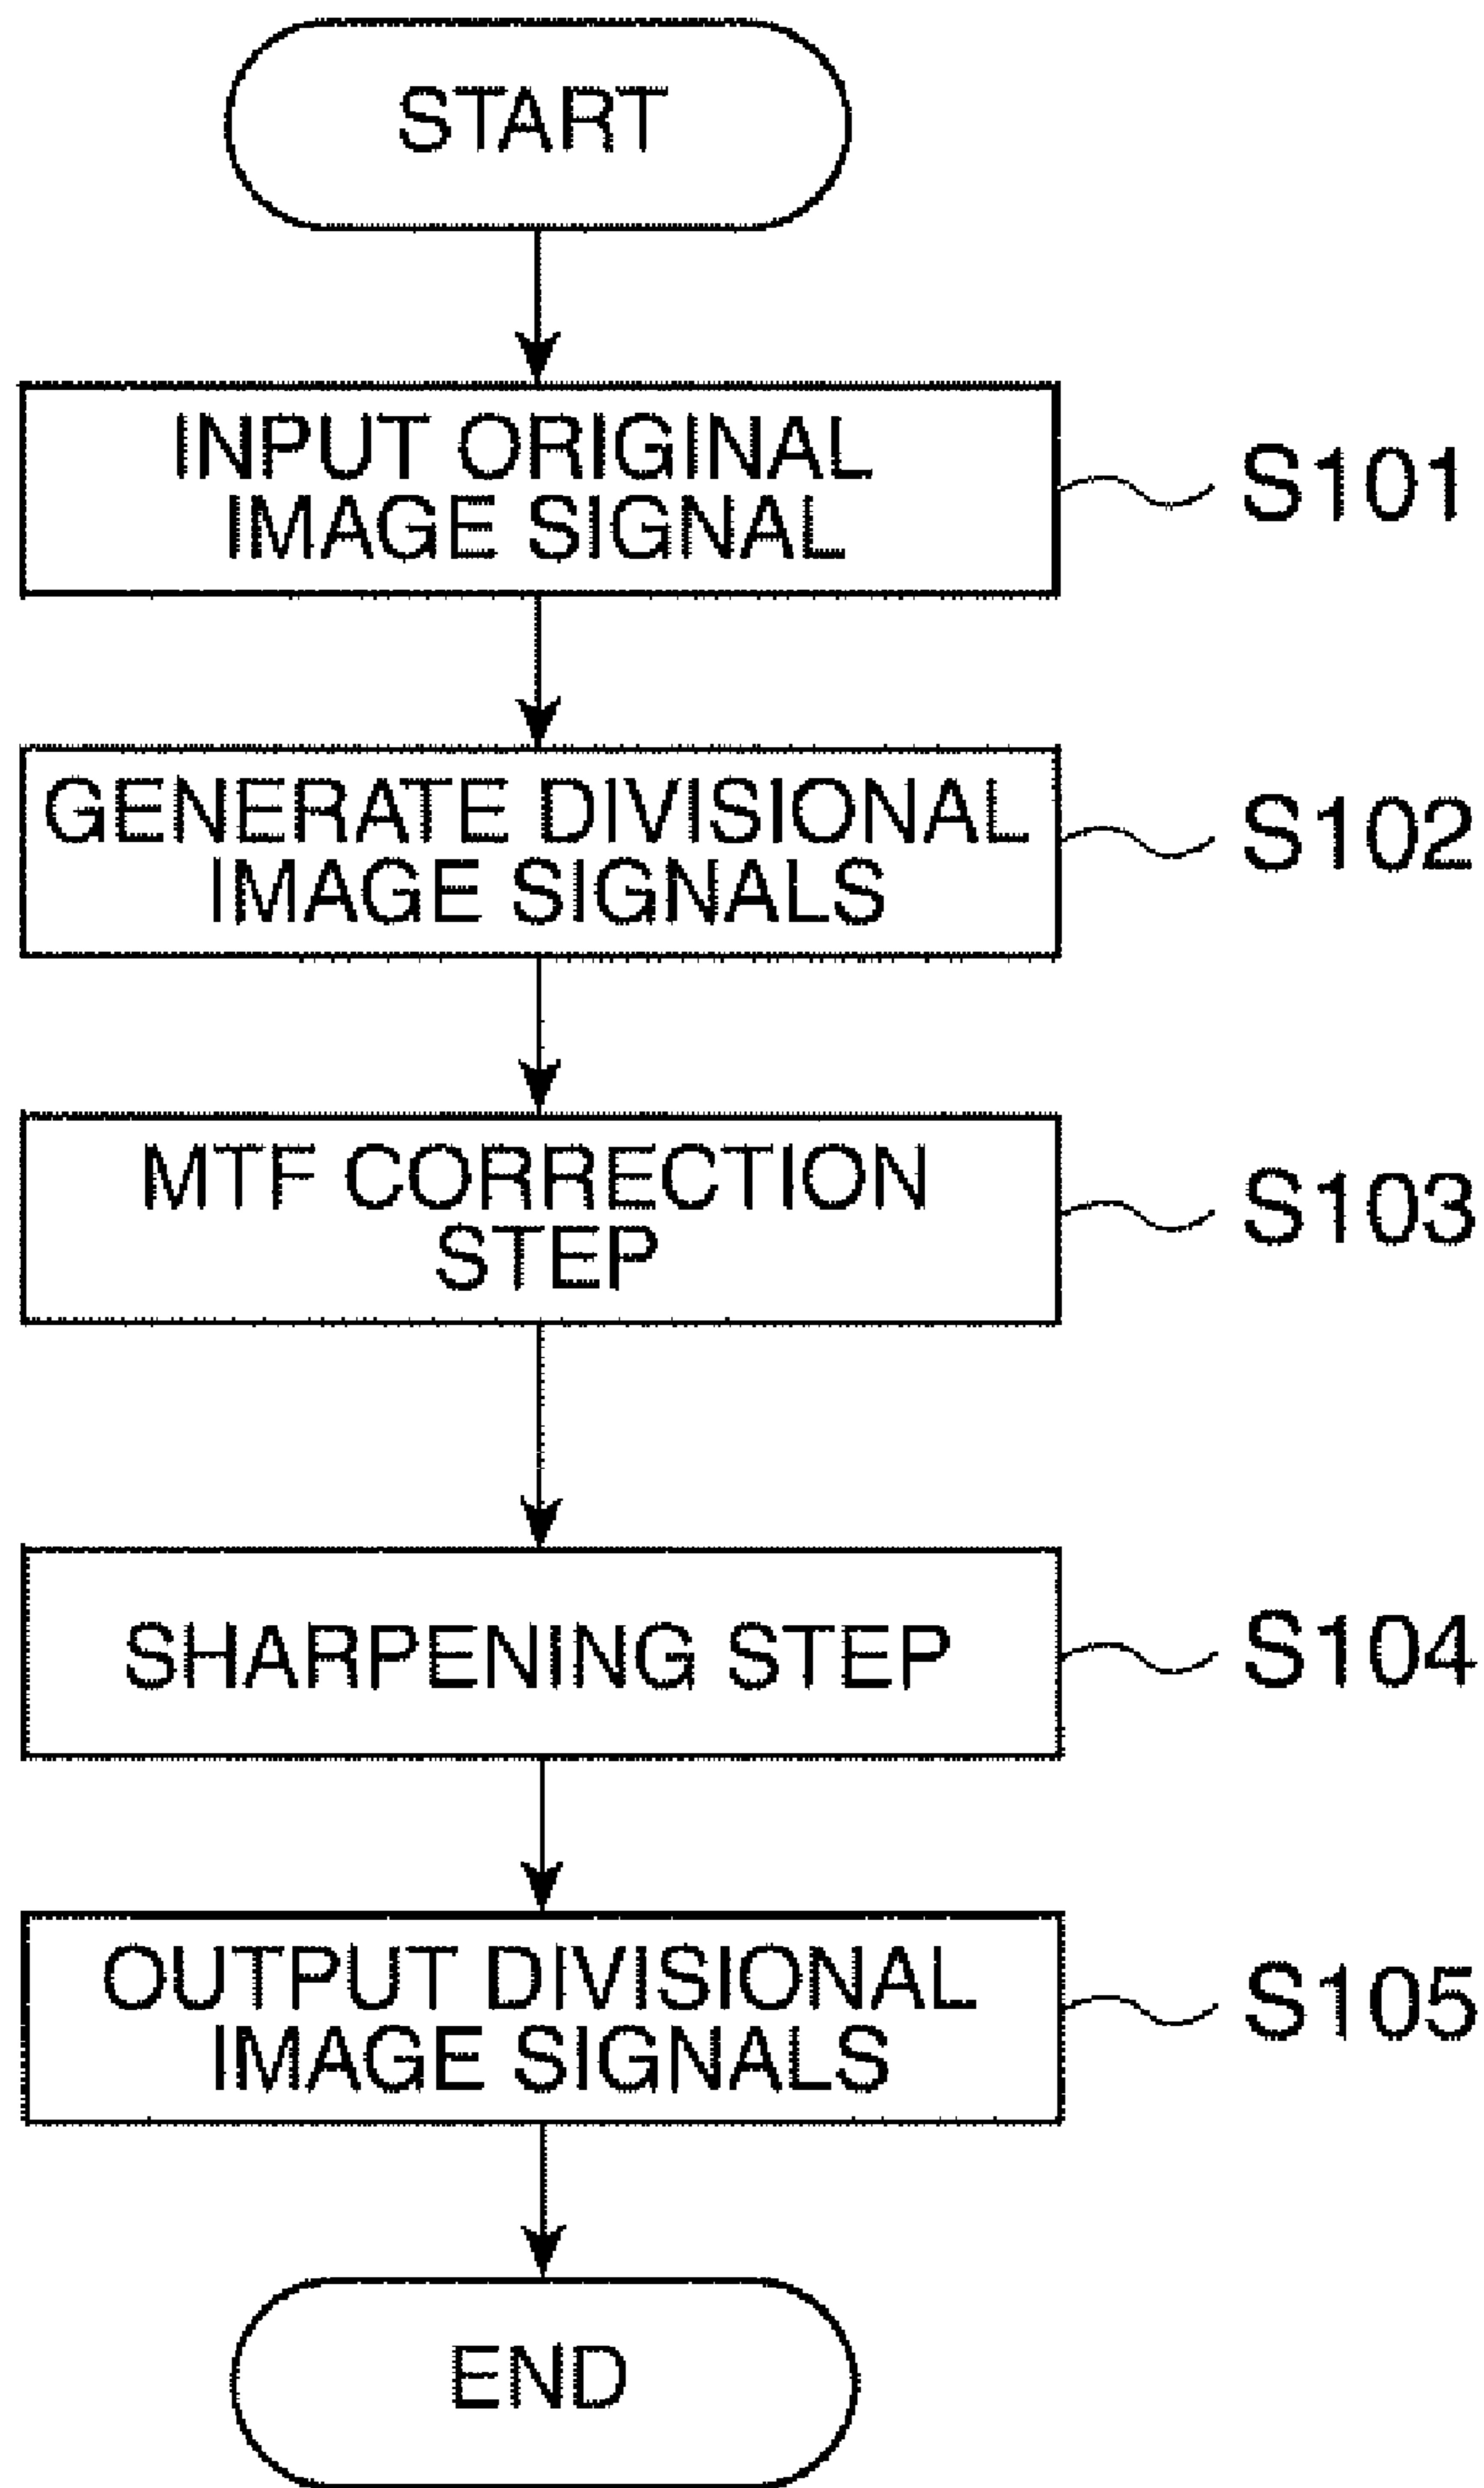 START
INPUT ORIGINAL
IMAGE SIGNAL
S101
GENERATE DIVISIONAL
IMAGE SIGNALS
S102
MTF CORRECTION
STEP
S103
SHARPENING STEP
S104
OUTPUT DIVISIONAL
IMAGE SIGNALS
S105
END